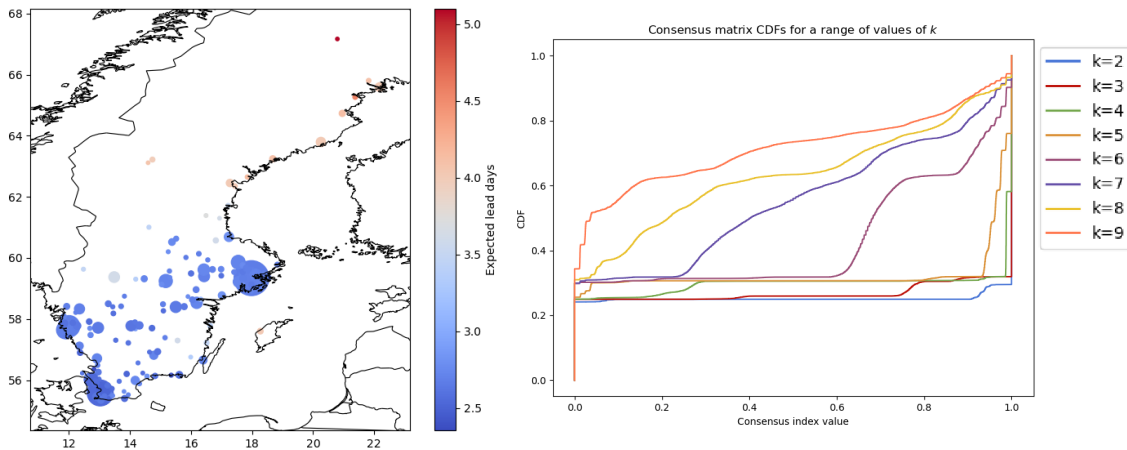 68
66
64
62
60
58
56
12
14
16
18
20
22
5.0
4.5
4.0
3.5
3.0
2.5
Expected lead days
Consensus matrix CDFs for a range of values of k
1.0
0.8
0.6
0.4
0.2
0.0
CDF
0.0
0.2
0.4
0.6
0.8
1.0
Consensus index value
k=2
k=3
k=4
k=5
k=6
k=7
k=8
k=9